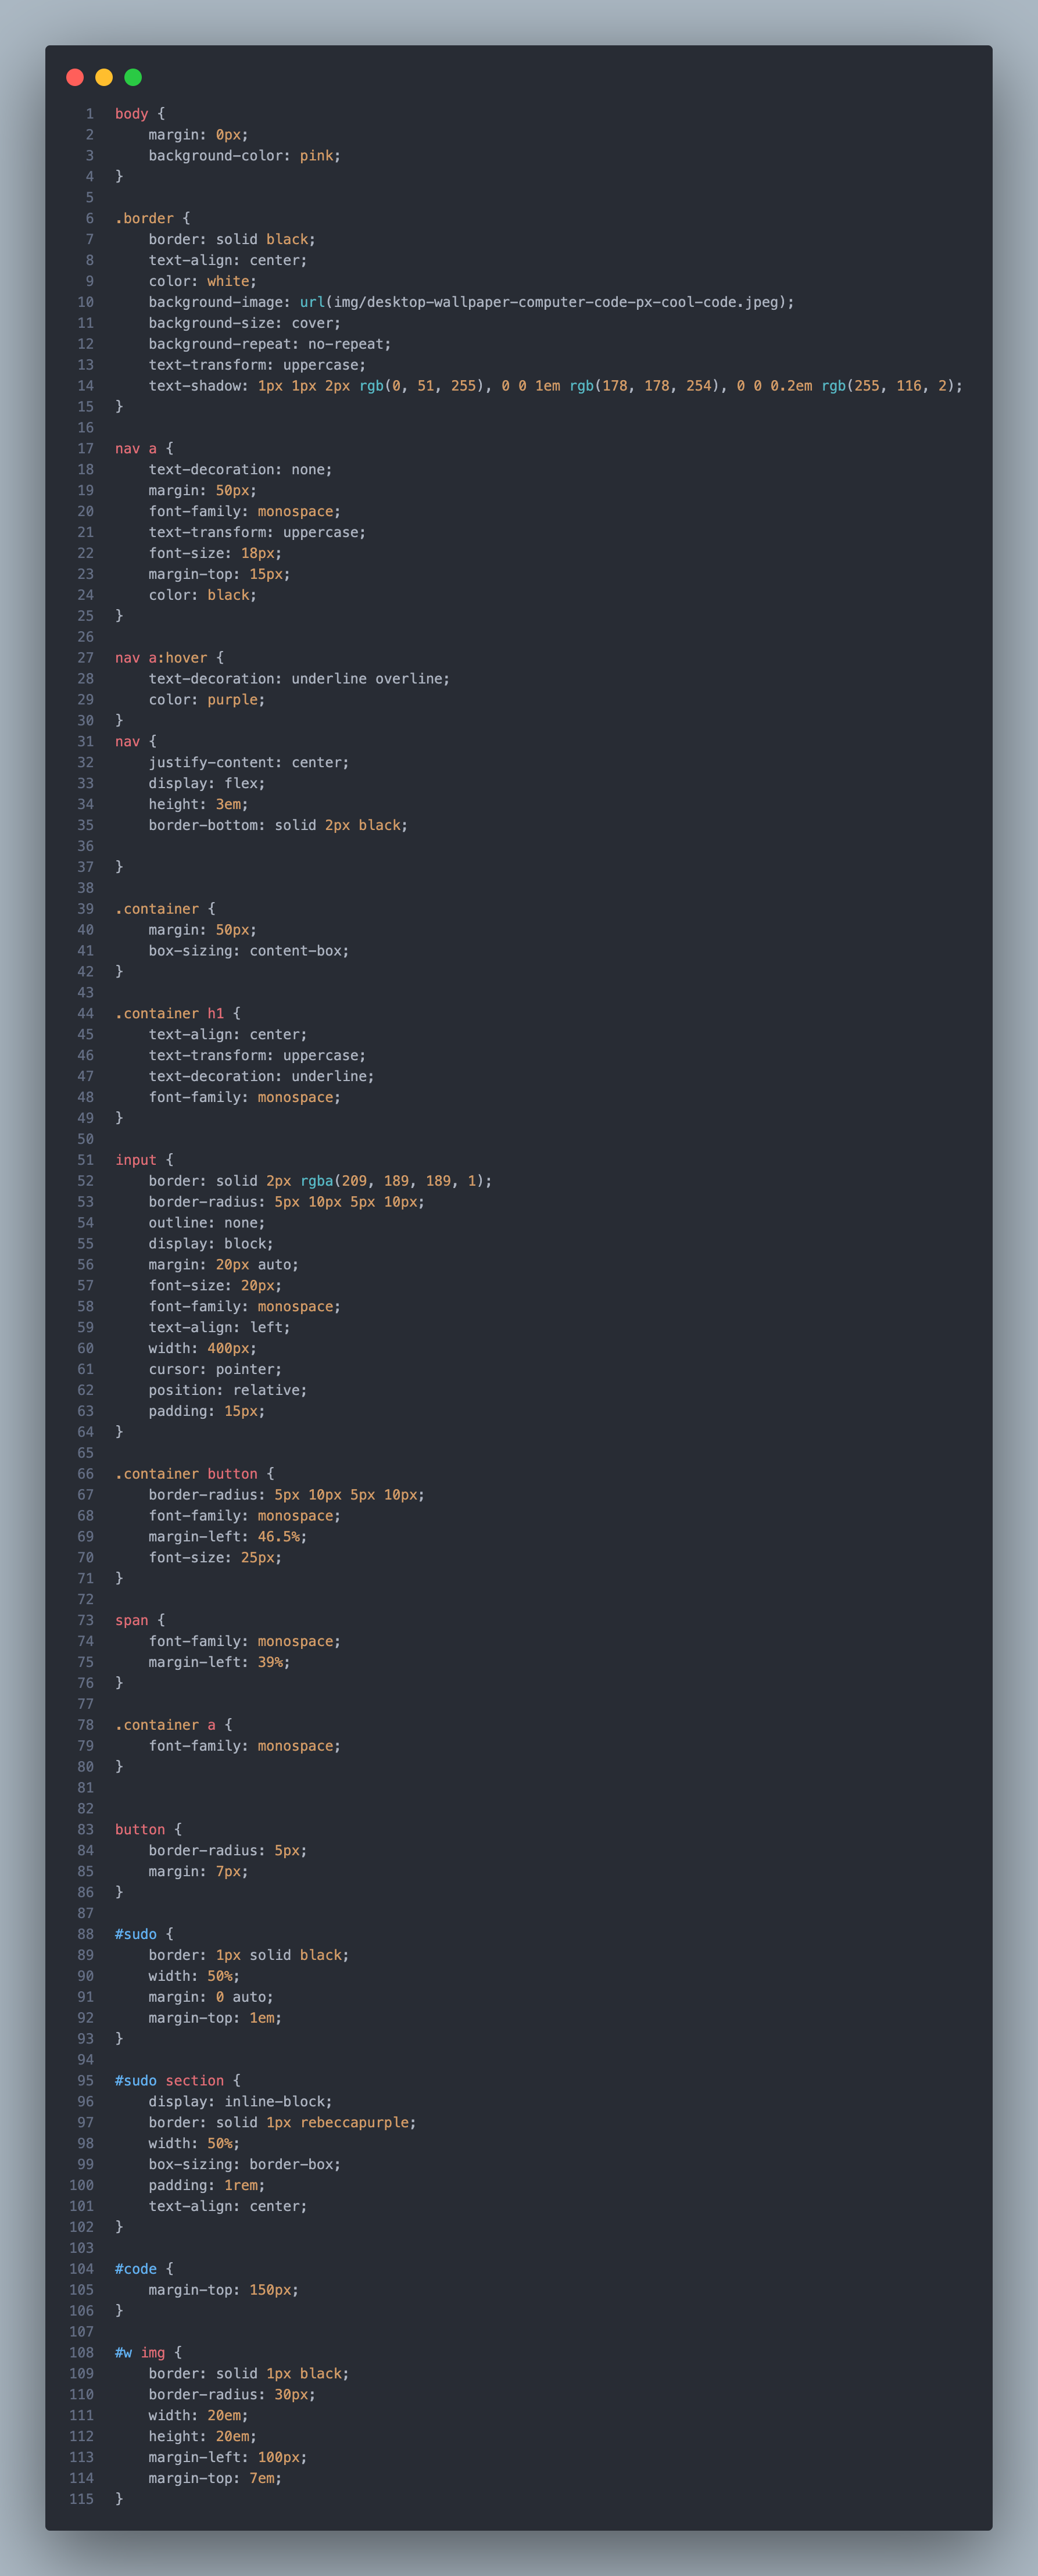 1 body {
2     margin: 0px;
3     background-color: pink;
4 }
5
6 .border {
7     border: solid black;
8     text-align: center;
9     color: white;
10     background-image: url(img/desktop-wallpaper-computer-code-px-cool-code.jpeg);
11     background-size: cover;
12     background-repeat: no-repeat;
13     text-transform: uppercase;
14     text-shadow: 1px 1px 2px rgb(0, 51, 255), 0 0 1em rgb(178, 178, 254), 0 0 0.2em rgb(255, 116, 2);
15 }
16
17 nav a {
18     text-decoration: none;
19     margin: 50px;
20     font-family: monospace;
21     text-transform: uppercase;
22     font-size: 18px;
23     margin-top: 15px;
24     color: black;
25 }
26
27 nav a:hover {
28     text-decoration: underline overline;
29     color: purple;
30 }
31 nav {
32     justify-content: center;
33     display: flex;
34     height: 3em;
35     border-bottom: solid 2px black;
36
37 }
38
39 .container {
40     margin: 50px;
41     box-sizing: content-box;
42 }
43
44 .container h1 {
45     text-align: center;
46     text-transform: uppercase;
47     text-decoration: underline;
48     font-family: monospace;
49 }
50
51 input {
52     border: solid 2px rgba(209, 189, 189, 1);
53     border-radius: 5px 10px 5px 10px;
54     outline: none;
55     display: block;
56     margin: 20px auto;
57     font-size: 20px;
58     font-family: monospace;
59     text-align: left;
60     width: 400px;
61     cursor: pointer;
62     position: relative;
63     padding: 15px;
64 }
65
66 .container button {
67     border-radius: 5px 10px 5px 10px;
68     font-family: monospace;
69     margin-left: 46.5%;
70     font-size: 25px;
71 }
72
73 span {
74     font-family: monospace;
75     margin-left: 39%;
76 }
77
78 .container a {
79     font-family: monospace;
80 }
81
82
83 button {
84     border-radius: 5px;
85     margin: 7px;
86 }
87
88 #sudo {
89     border: 1px solid black;
90     width: 50%;
91     margin: 0 auto;
92     margin-top: 1em;
93 }
94
95 #sudo section {
96     display: inline-block;
97     border: solid 1px rebeccapurple;
98     width: 50%;
99     box-sizing: border-box;
100     padding: 1rem;
101     text-align: center;
102 }
103
104 #code {
105     margin-top: 150px;
106 }
107
108 #w img {
109     border: solid 1px black;
110     border-radius: 30px;
111     width: 20em;
112     height: 20em;
113     margin-left: 100px;
114     margin-top: 7em;
115 }